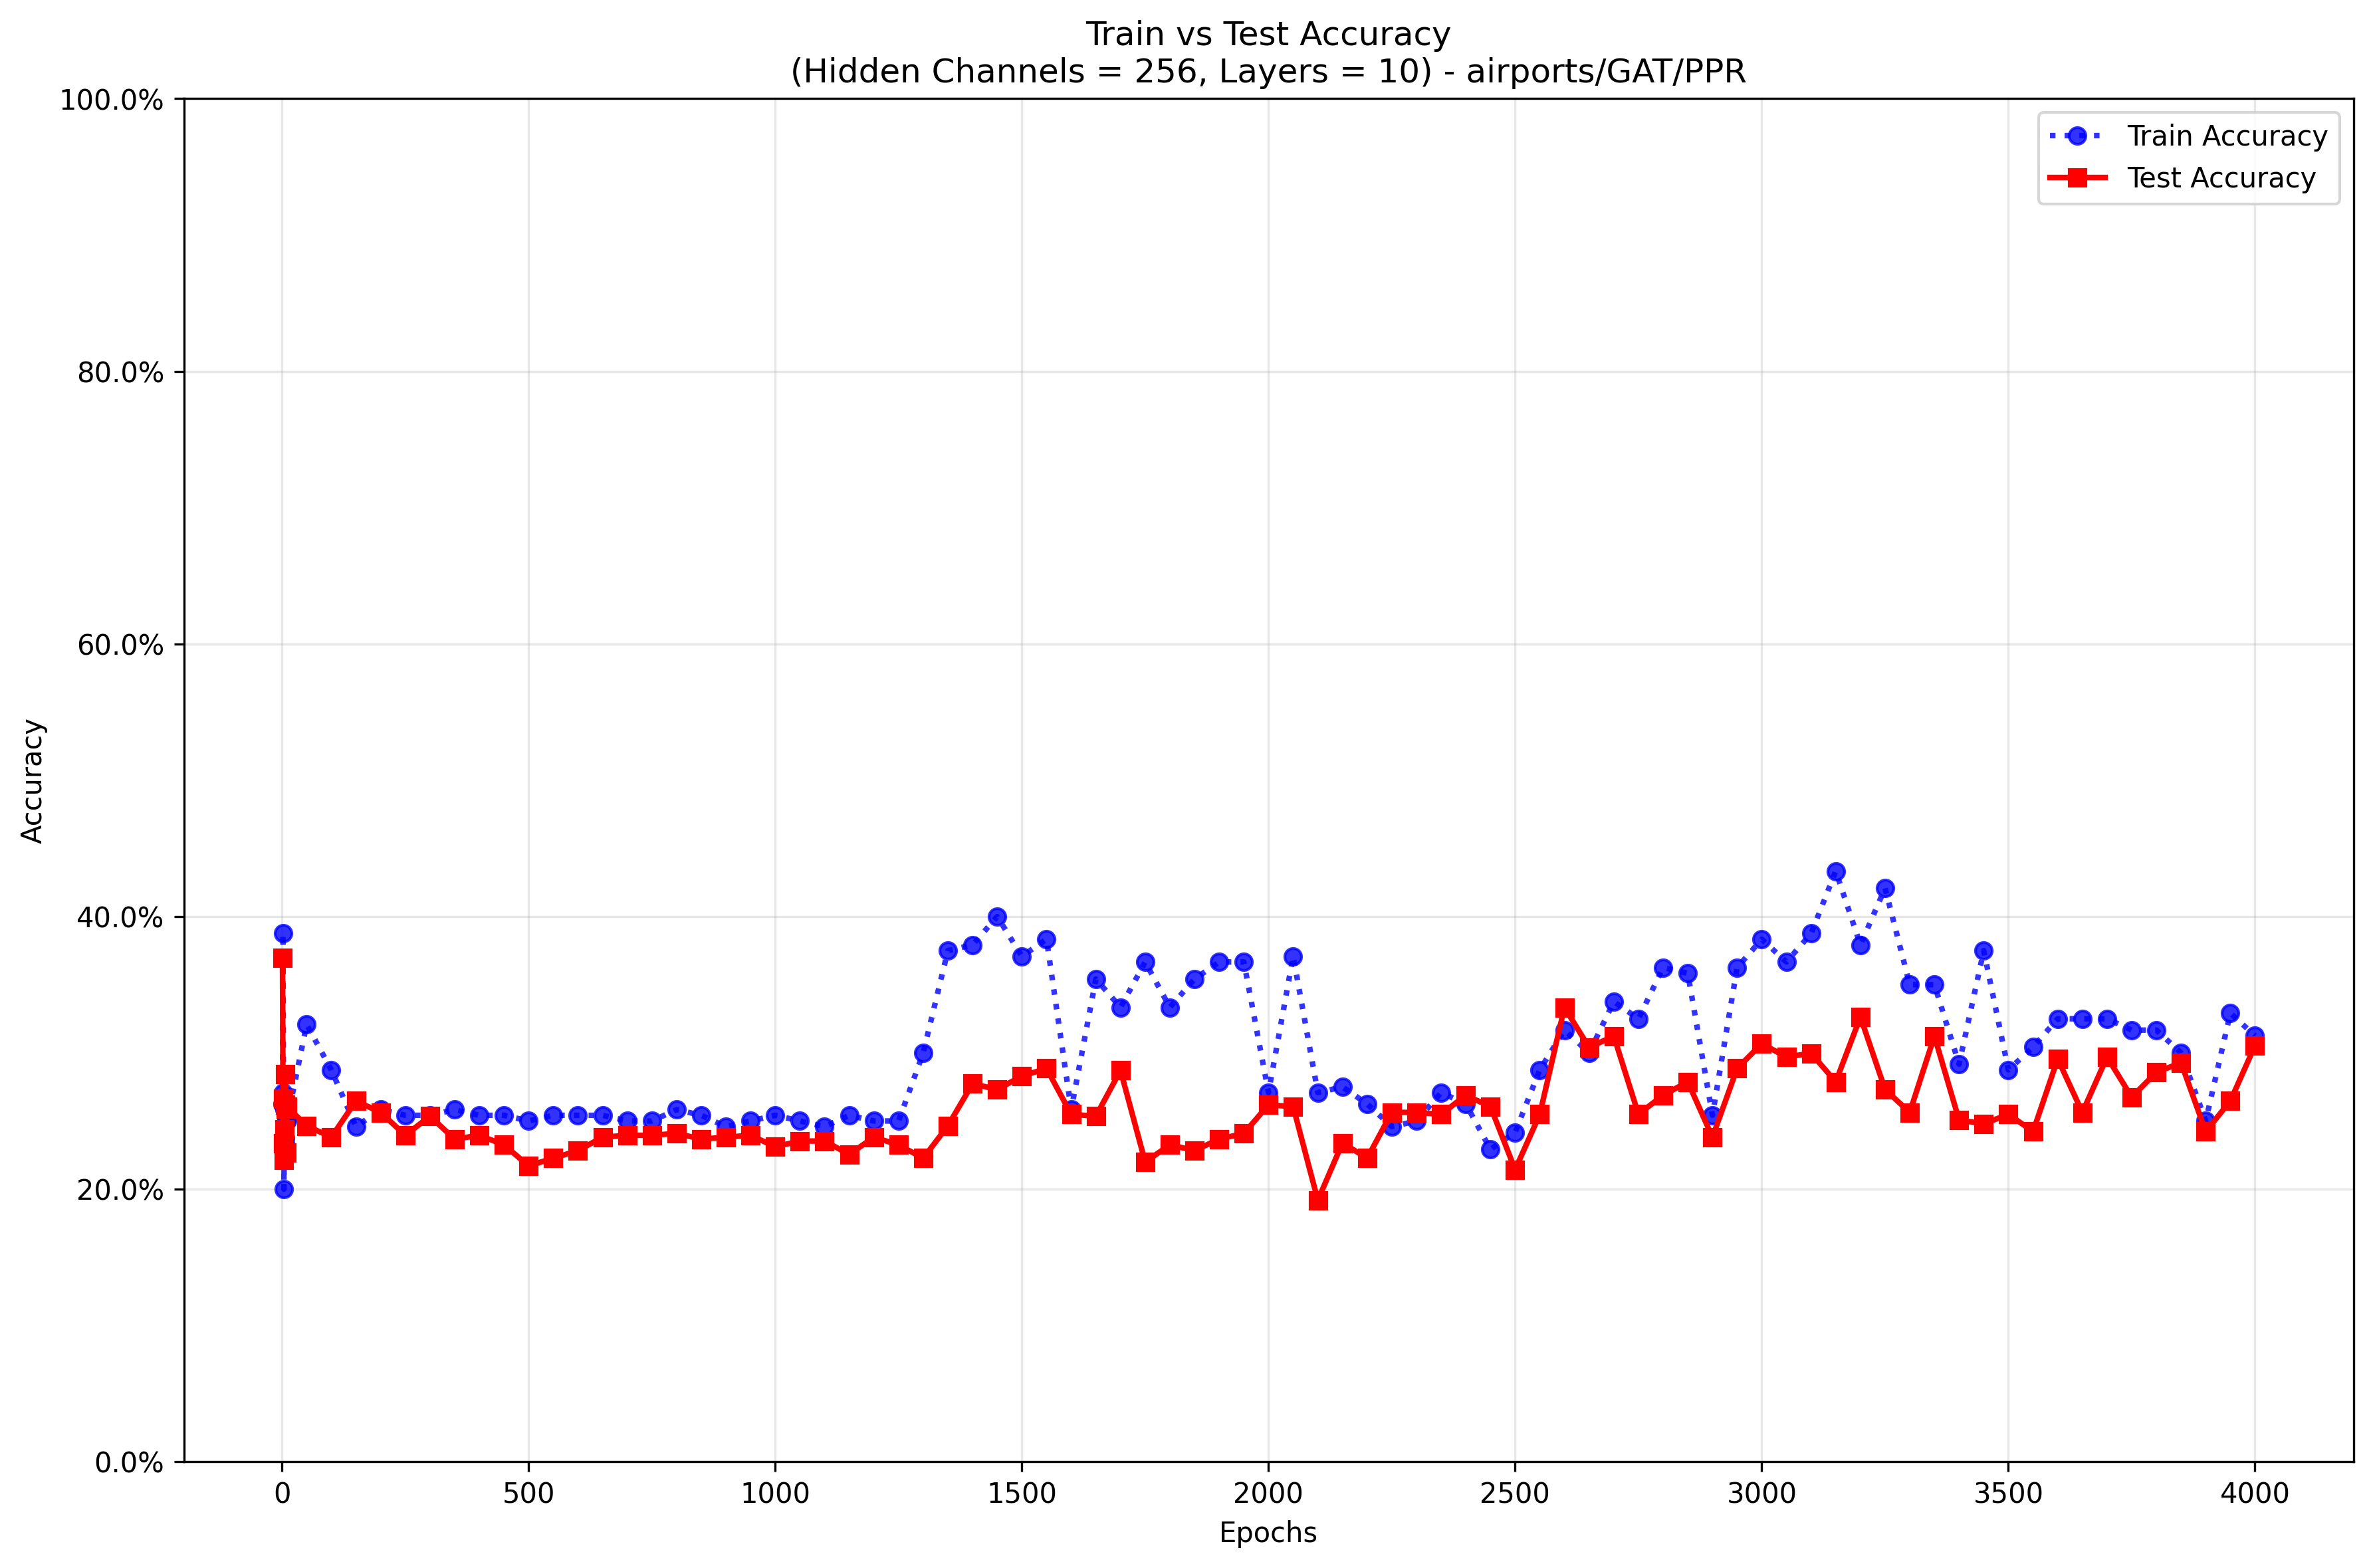 Train vs Test Accuracy
(Hidden Channels = 256, Layers = 10) - airports/GAT/PPR
100.0%
80.0%
60.0%
40.0%
20.0%
0.0%
Accuracy
Train Accuracy
Test Accuracy
0 500 1000 1500 2000 2500 3000 3500 4000
Epochs